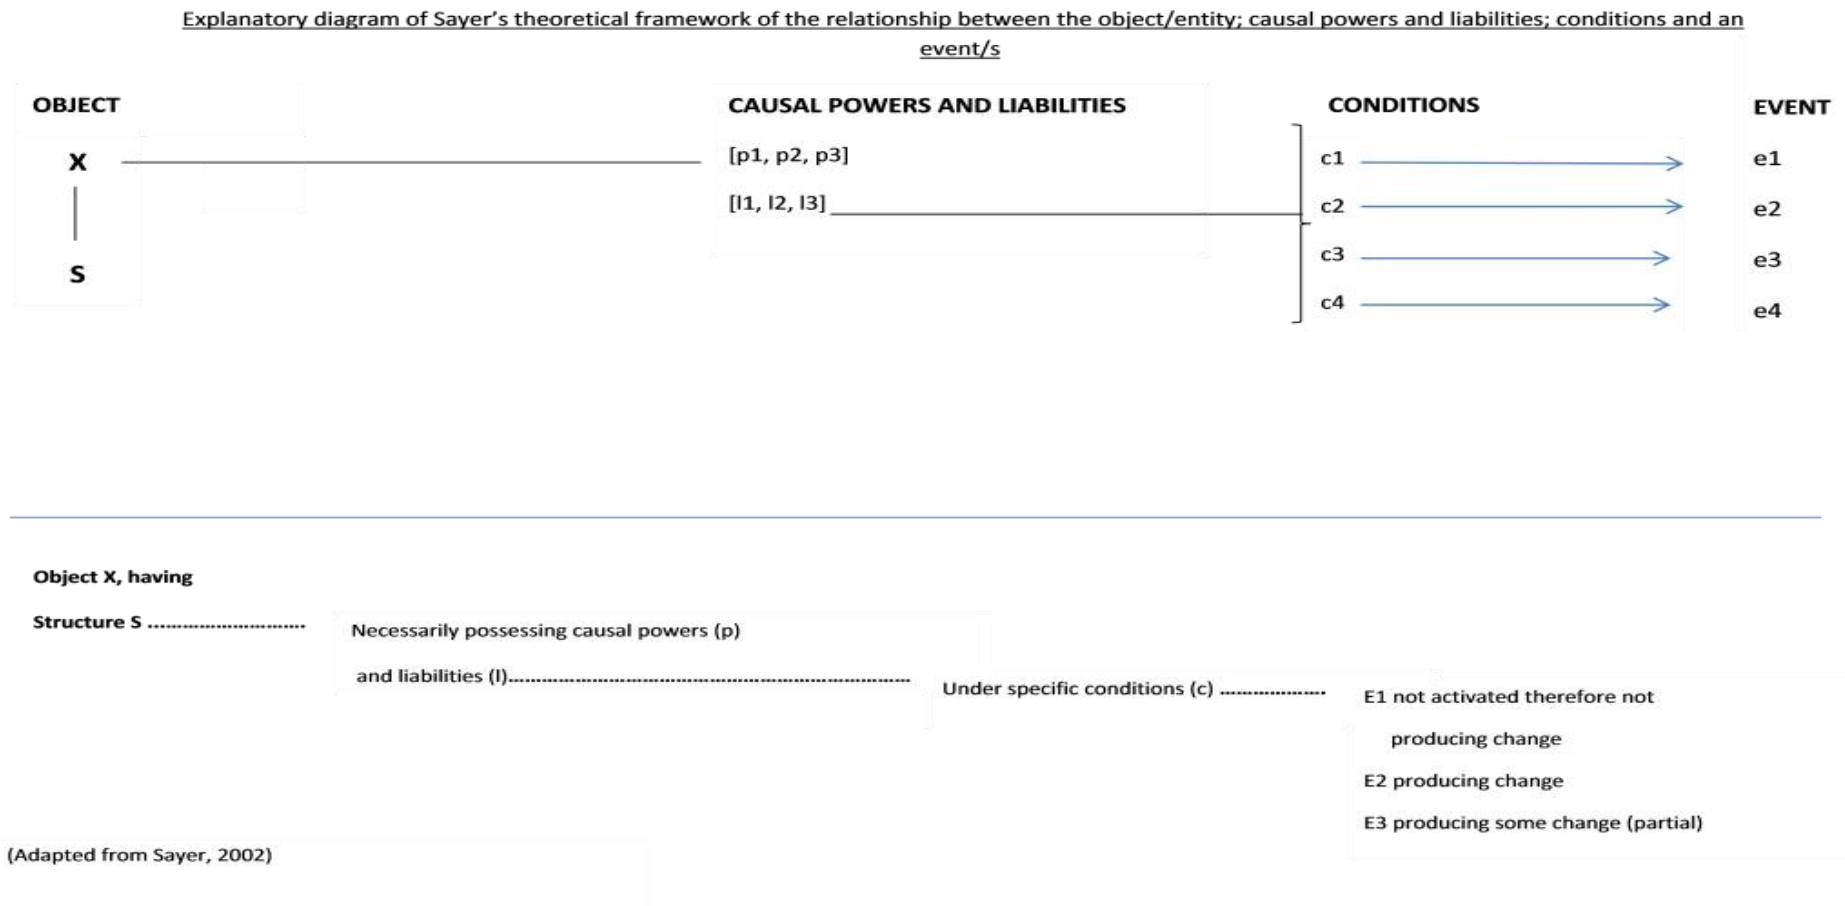 Explanatory diagram of Sayer's theoretical framework of the relationship between the object/entity; causal powers and liabilities; conditions and an
event/s
OBJECT
CAUSAL POWERS AND LIABILITIES
CONDITIONS
EVENT
X
[p1, p2, p3]
c1
e1
[l1, l2, l3]
c2
e2
S
c3
e3
c4
e4
Object X, having
Structure S ...........................
Necessarily possessing causal powers (p)
and liabilities (l)....................................................................................
Under specific conditions (c) ...................
E1 not activated therefore not
producing change
E2 producing change
E3 producing some change (partial)
(Adapted from Sayer, 2002)